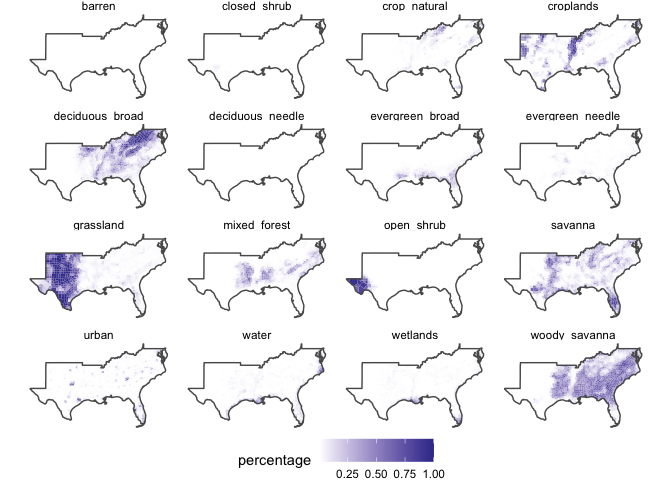 barren closed shrub crop natural croplands
deciduous broad deciduous needle evergreen broad evergreen needle
grassland mixed forest open shrub savanna
urban water wetlands woody savanna
percentage
0.25 0.50 0.75 1.00